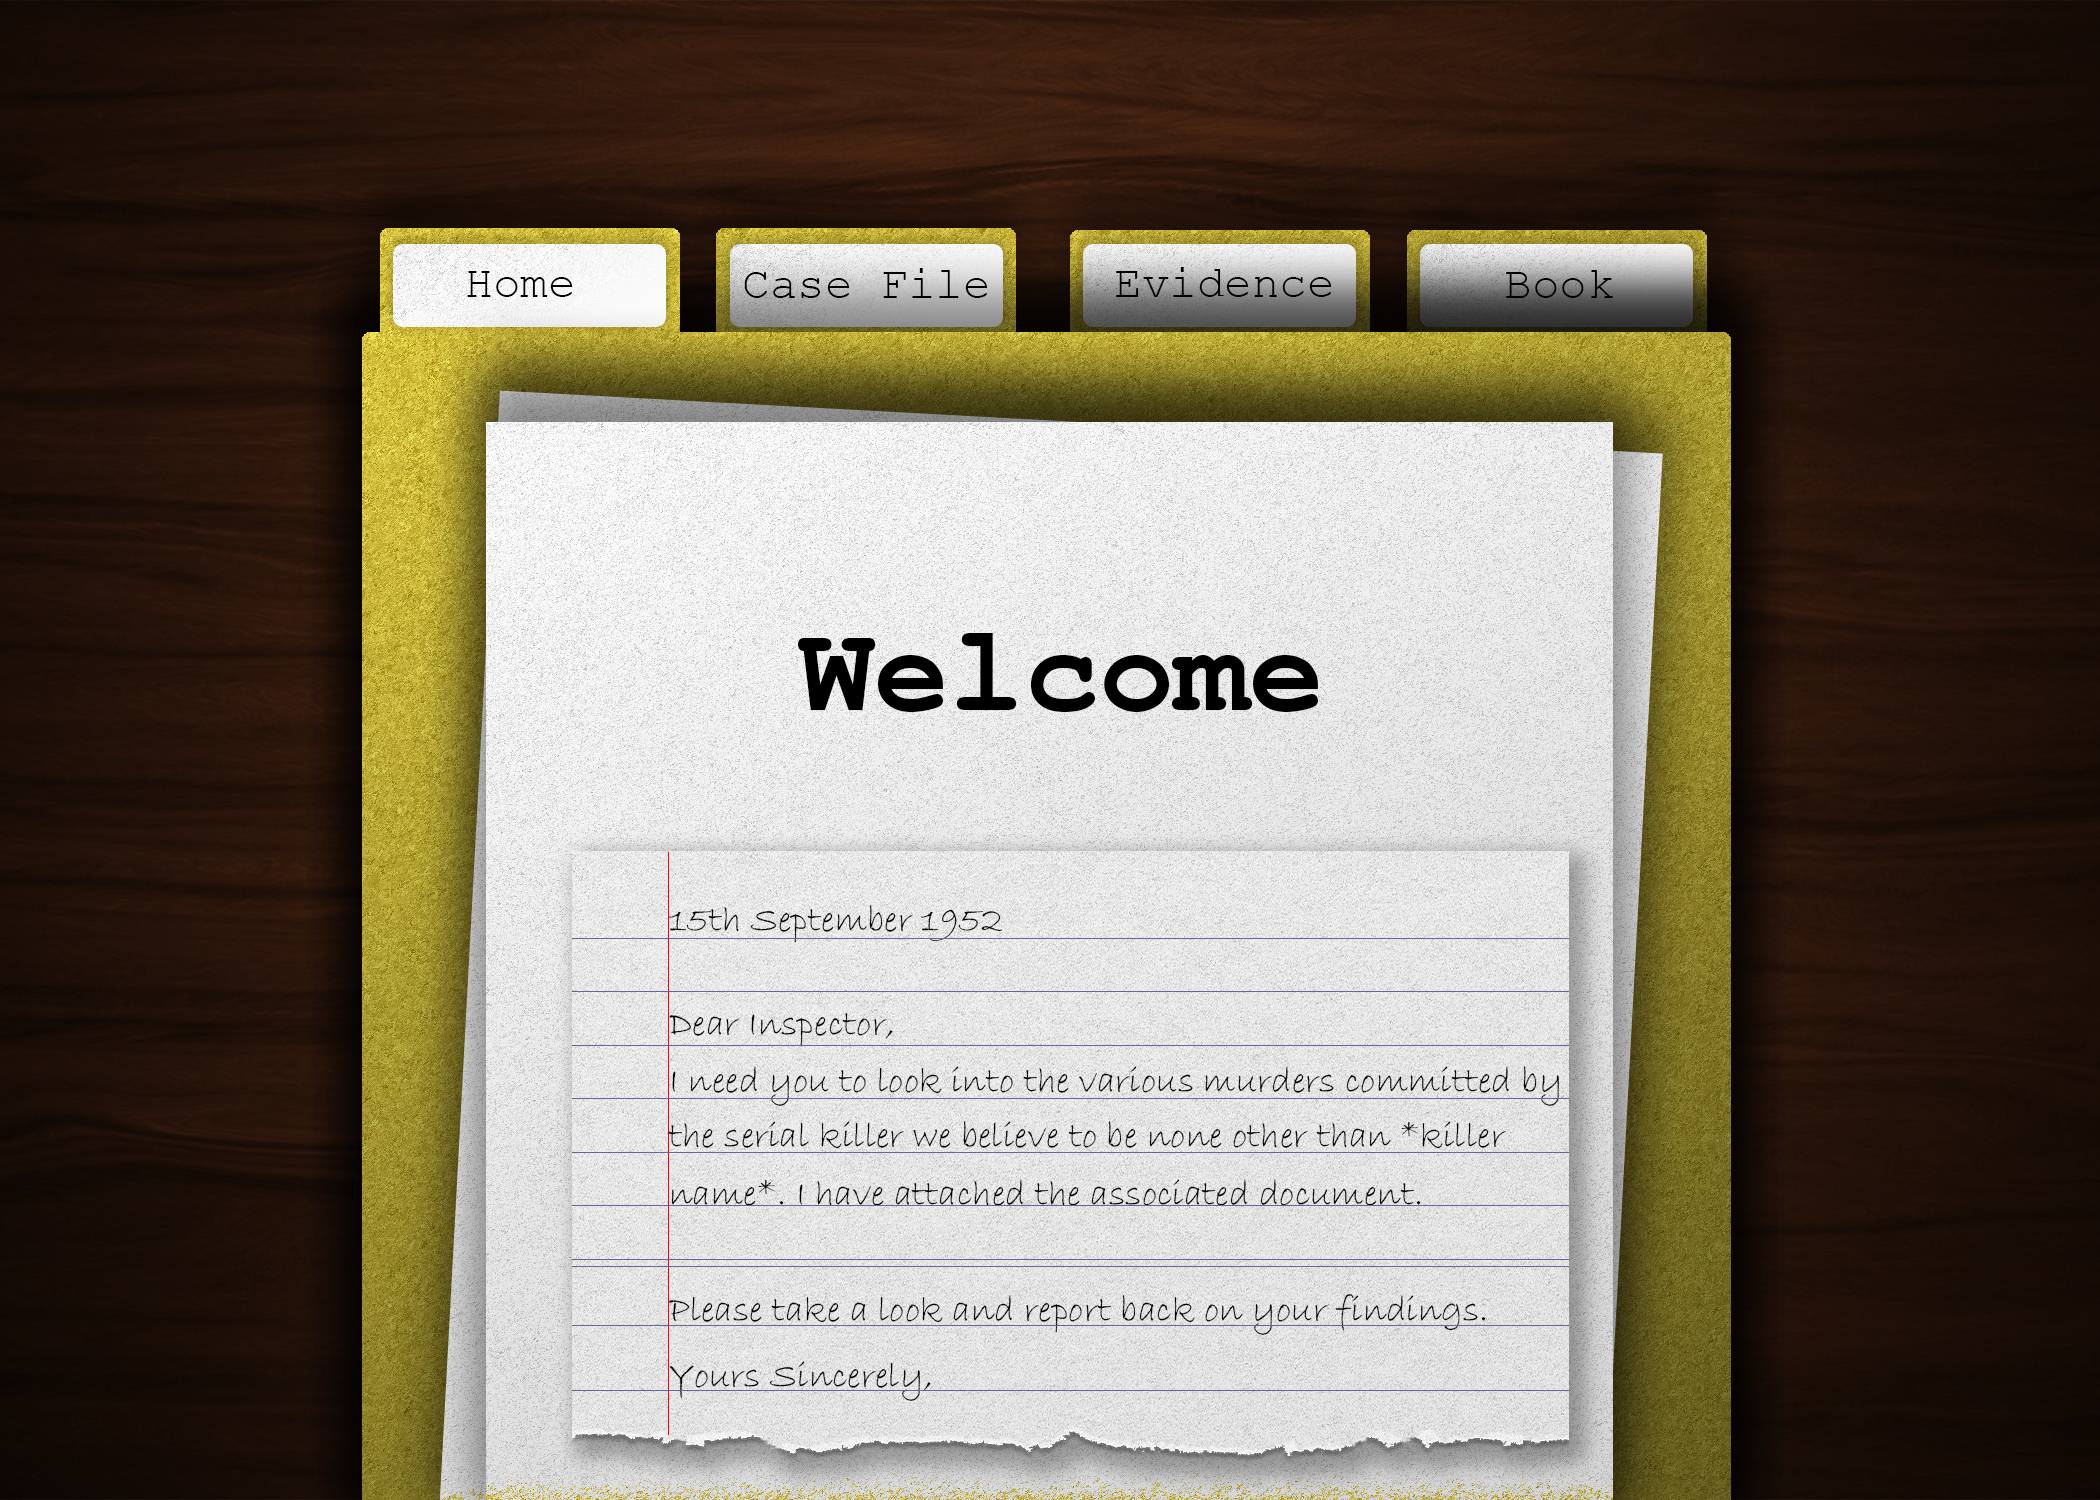 Home
Case File
Evidence
Book
Welcome
15th September 1952
Dear Inspector,
I need you to look into the various murders committed by
the serial killer we believe to be none other than *killer
name*. I have attached the associated document.
Please take a look and report back on your findings.
Yours Sincerely,